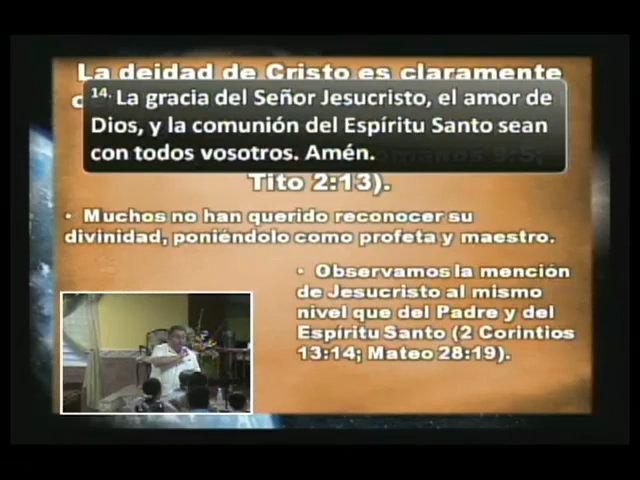 La deidad de Cristo es claramente
14. La gracia del Señor Jesucristo, el amor de
Dios, y la comunión del Espíritu Santo sean
con todos vosotros. Amén.
Tito 2:13).
• Muchos no han querido reconocer su
divinidad, poniéndolo como profeta y maestro.
• Observamos la mención
de Jesucristo al mismo
nivel que del Padre y del
Espíritu Santo (2 Corintios
13:14; Mateo 28:19).